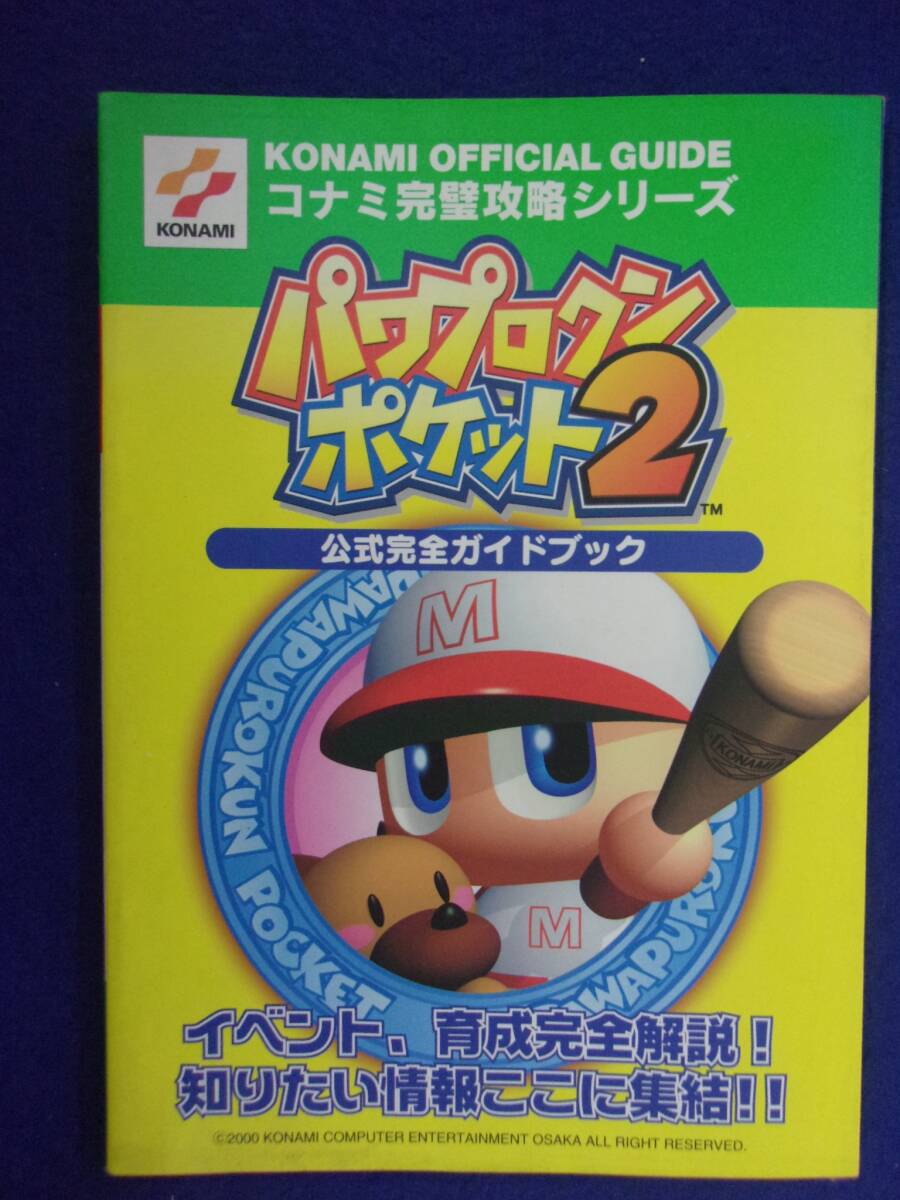 KONAMI
KONAMI OFFICIAL GUIDE
コナミ完璧攻略シリーズ
パワプロクン
ポケット2
TM
公式完全ガイドブック
M
KONAMI
M
PAWAPUROKUN POCKET
PAWAPUROKU
イベント、育成完全解説!
知りたい情報ここに集結!!
©2000 KONAMI COMPUTER ENTERTAINMENT OSAKA ALL RIGHT RESERVED.